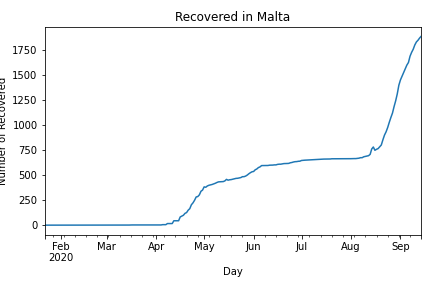 Recovered in Malta
Number of Recovered
1750
1500
1250
1000
750
500
250
0
Feb
2020
Mar
Apr
May
Jun
Jul
Aug
Sep
Day